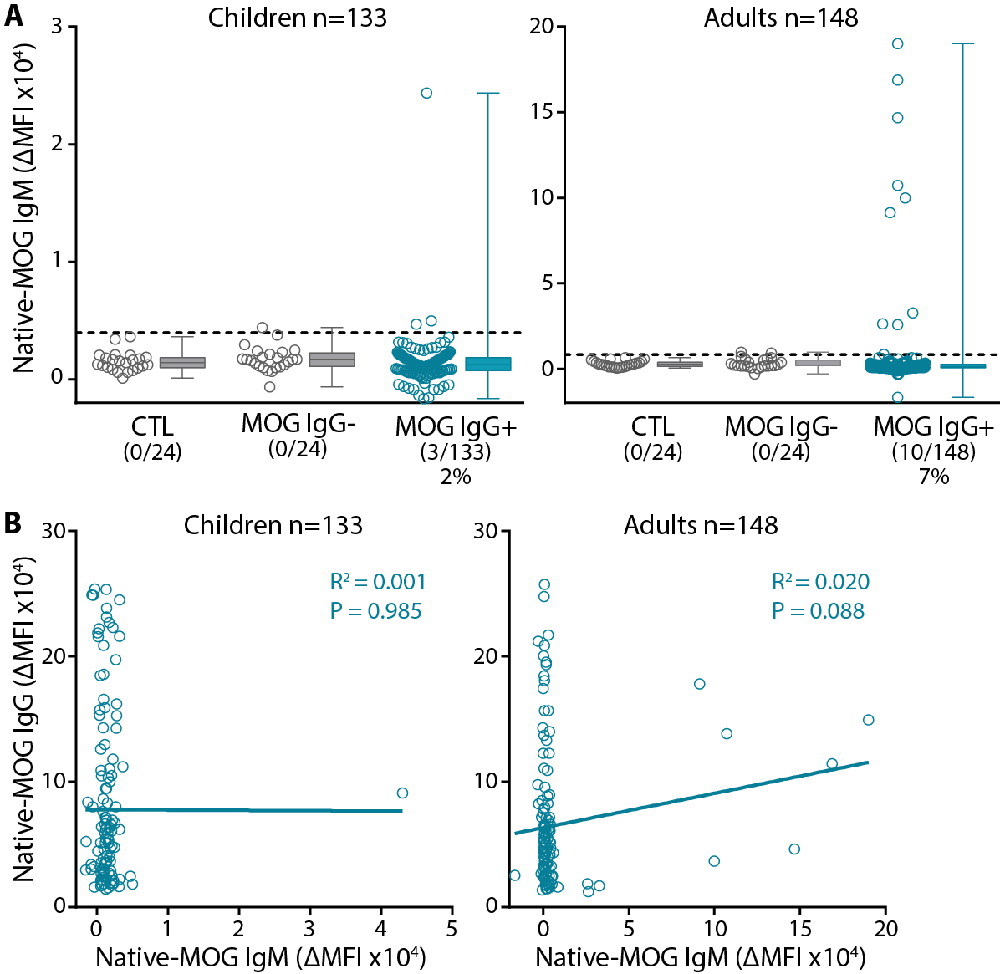 A
Children n=133
Adults n=148
Native-MOG IgM (ΔMFI x10⁴)
3
2
1
0
20
15
10
5
0
CTL
(0/24)
MOG IgG-
(0/24)
MOG IgG+
(3/133)
2%
CTL
(0/24)
MOG IgG-
(0/24)
MOG IgG+
(10/148)
7%
B
Children n=133
Adults n=148
Native-MOG IgG (ΔMFI x10⁴)
30
20
10
0
R² = 0.001
P = 0.985
0 1 2 3 4 5
Native-MOG IgM (ΔMFI x10⁴)
30
20
10
0
R² = 0.020
P = 0.088
0 5 10 15 20
Native-MOG IgM (ΔMFI x10⁴)